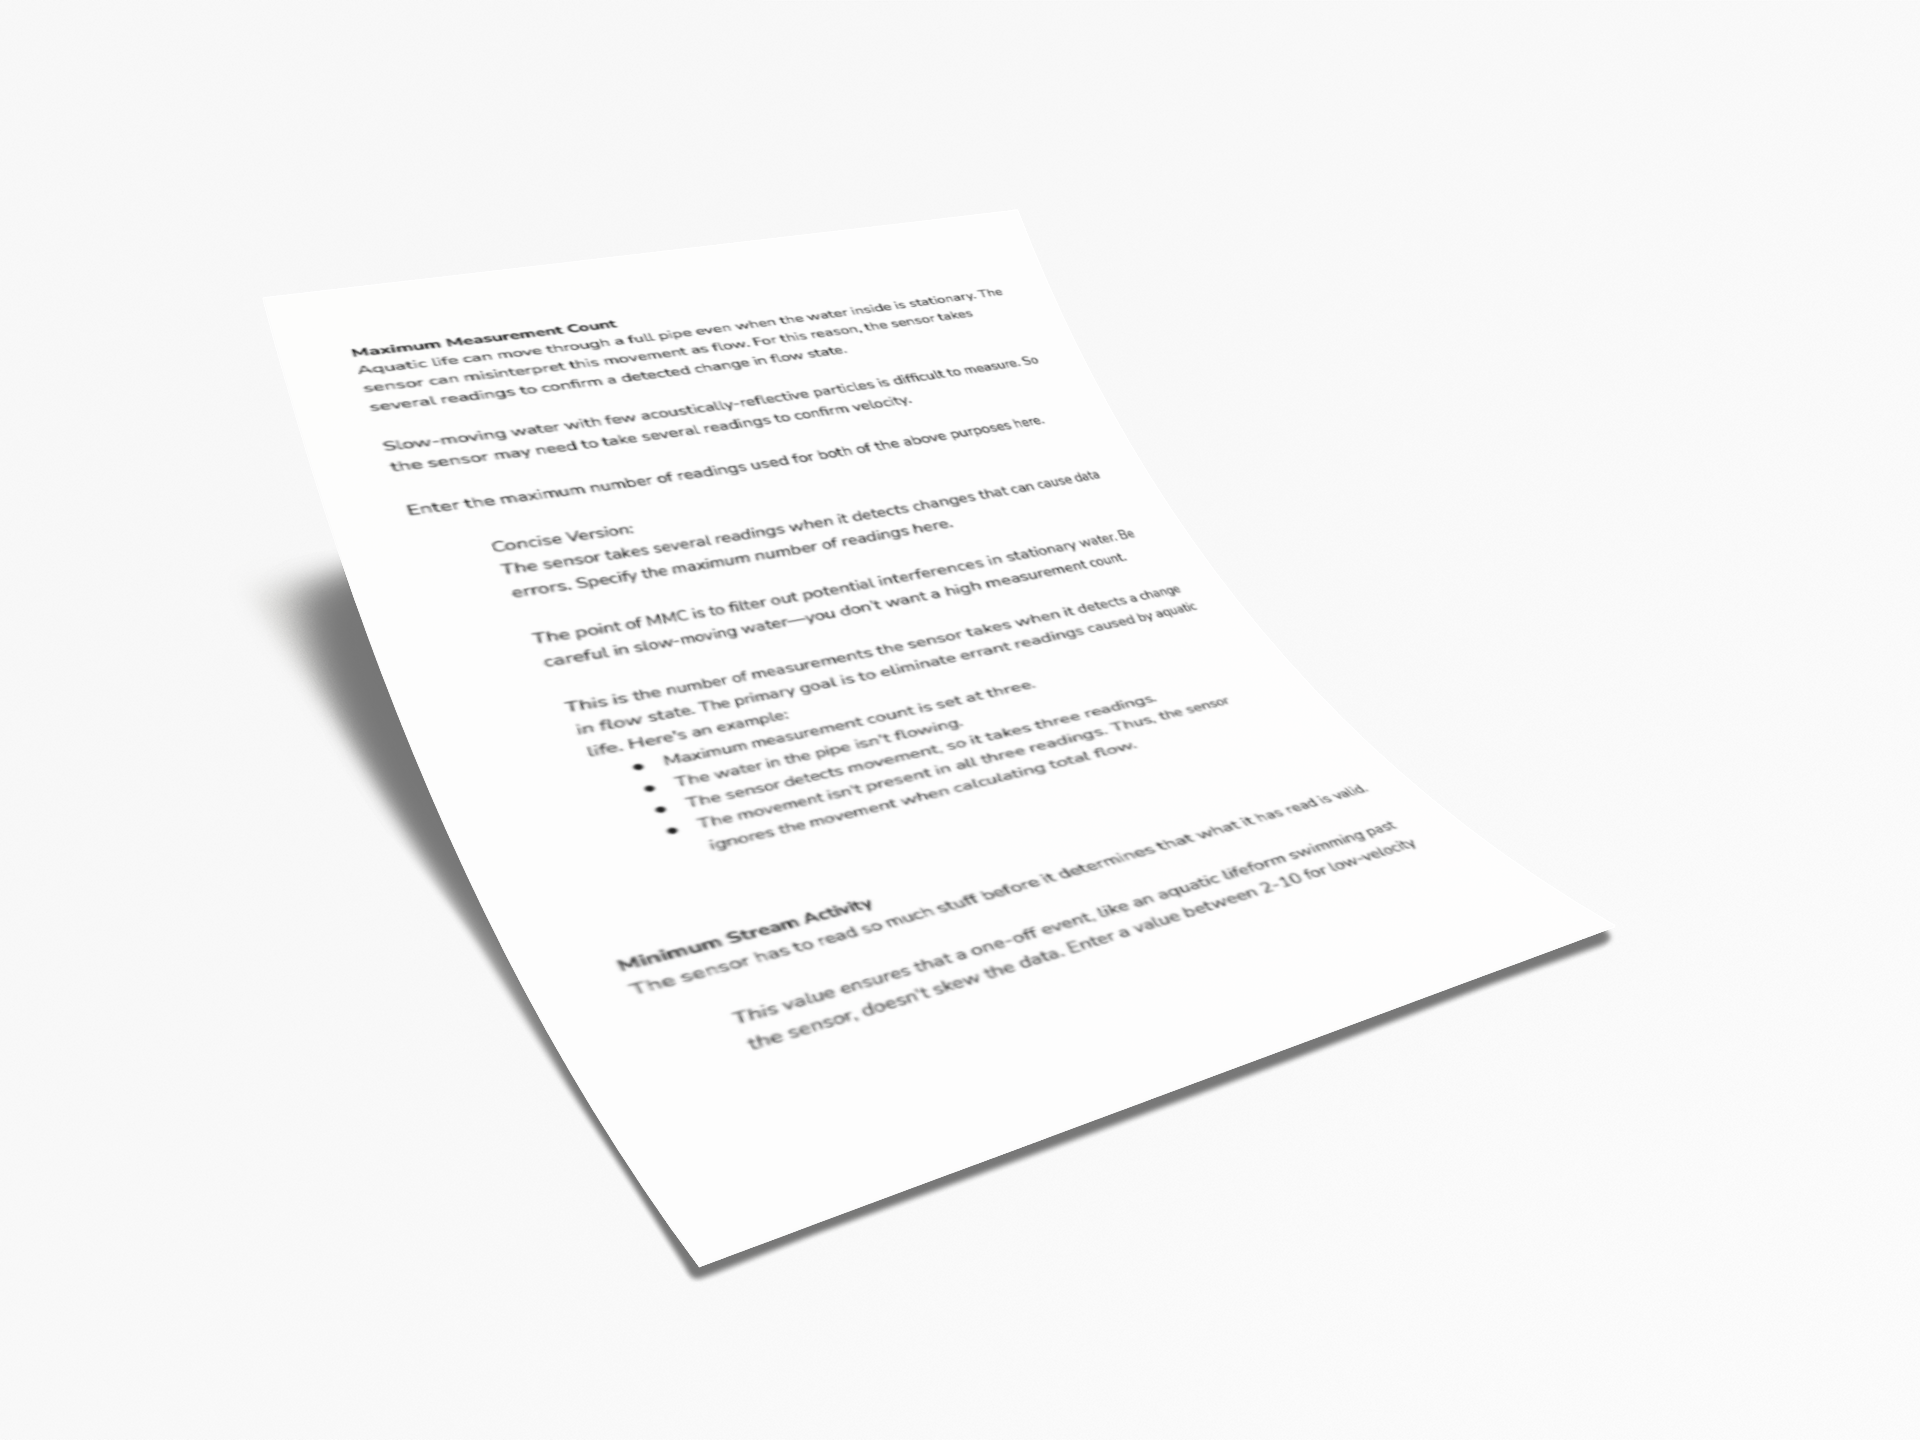 Maximum Measurement Count
Aquatic life can move through a full pipe even when the water inside is stationary. The
sensor can misinterpret this movement as flow. For this reason, the sensor takes
several readings to confirm a detected change in flow state.
Slow-moving water with few acoustically-reflective particles is difficult to measure. So
the sensor may need to take several readings to confirm velocity.
Enter the maximum number of readings used for both of the above purposes here.
Concise Version:
The sensor takes several readings when it detects changes that can cause data
errors. Specify the maximum number of readings here.
The point of MMC is to filter out potential interferences in stationary water. Be
careful in slow-moving water—you don't want a high measurement count.
This is the number of measurements the sensor takes when it detects a change
in flow state. The primary goal is to eliminate errant readings caused by aquatic
life. Here's an example:
● Maximum measurement count is set at three.
● The water in the pipe isn't flowing.
● The sensor detects movement, so it takes three readings.
● The movement isn't present in all three readings. Thus, the sensor
ignores the movement when calculating total flow.
Minimum Stream Activity
The sensor has to read so much stuff before it determines that what it has read is valid.
This value ensures that a one-off event, like an aquatic lifeform swimming past
the sensor, doesn't skew the data. Enter a value between 2-10 for low-velocity